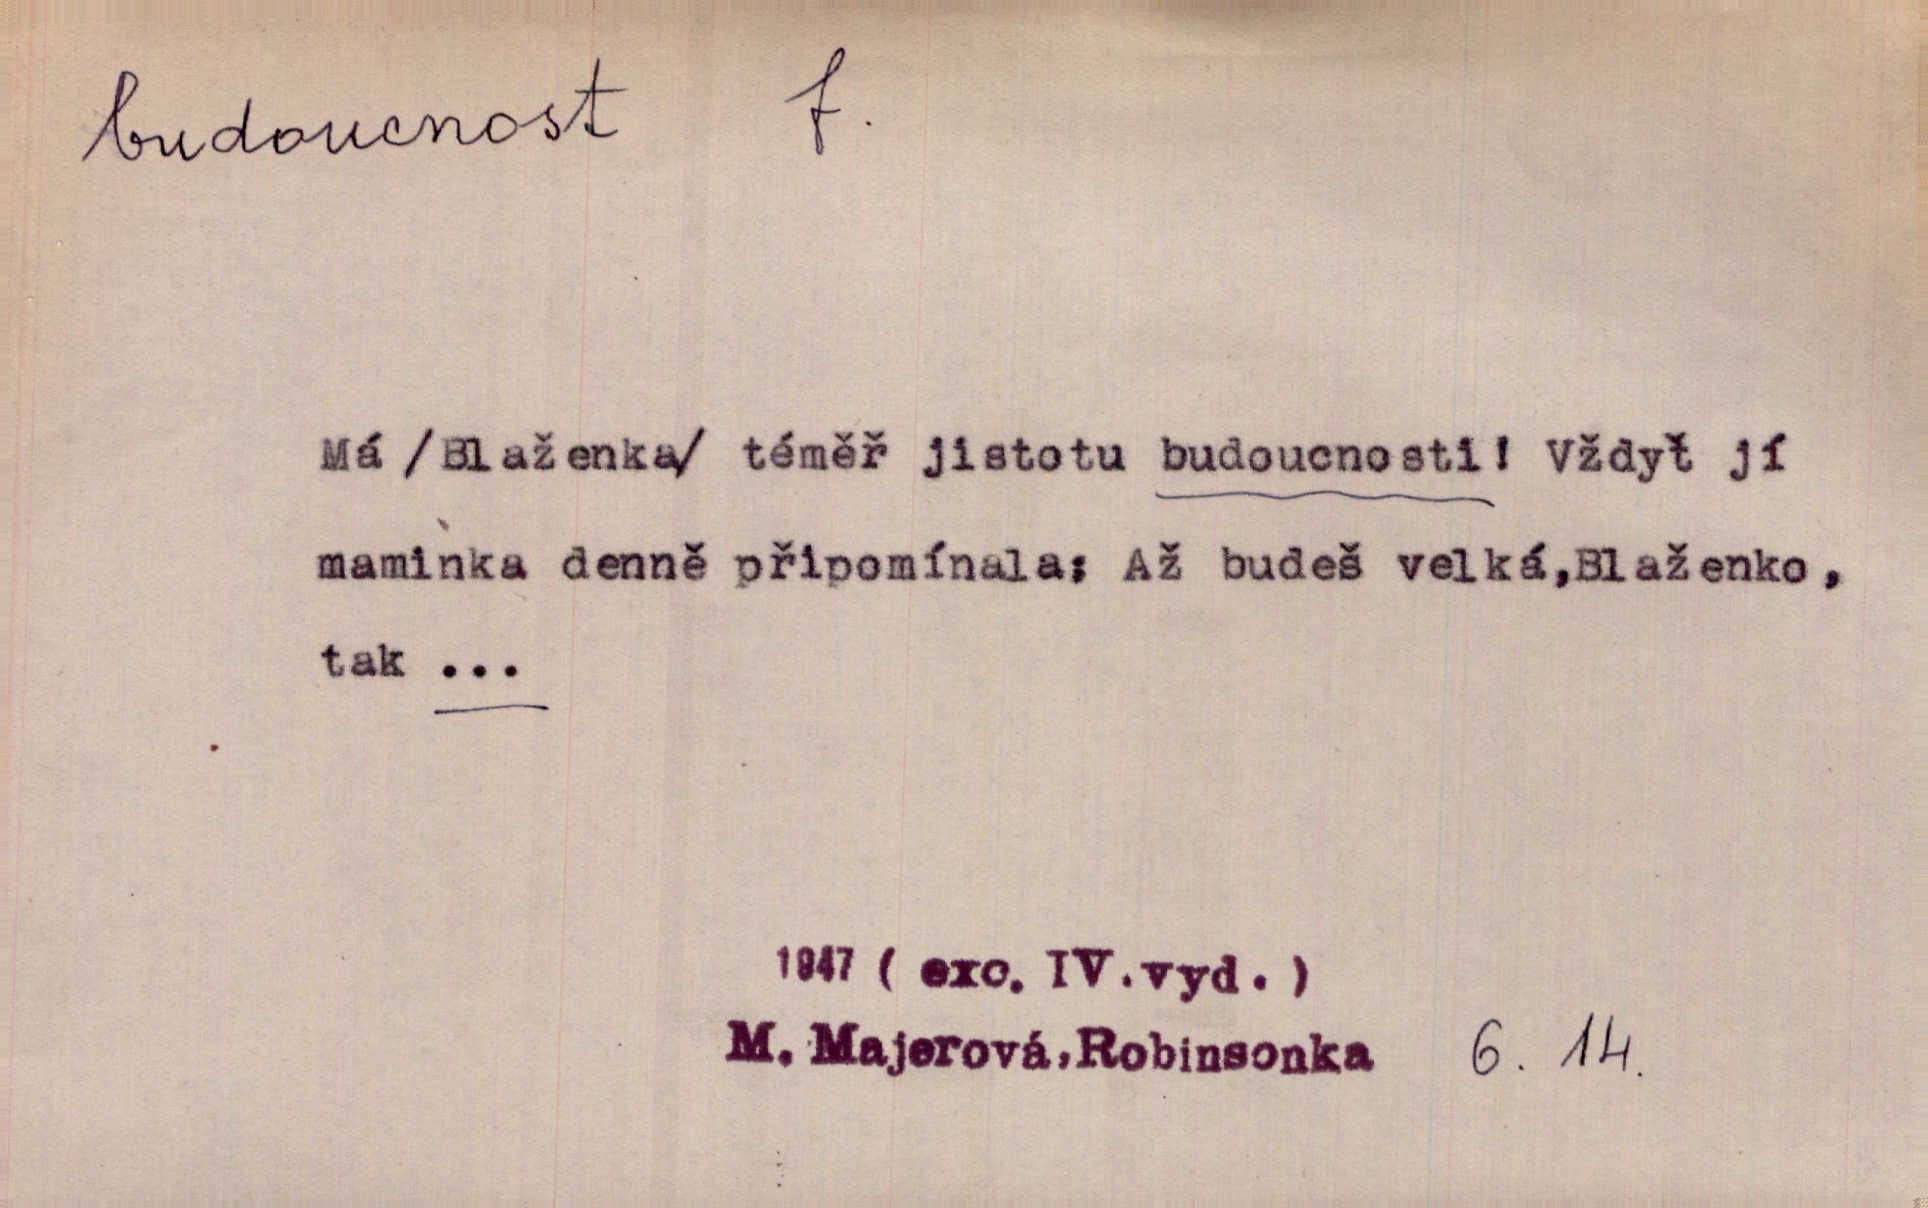 budoucnost f.
Má /Blaženka/ téměř jistotu budoucnosti! Vždyť jí
maminka denně připomínala: Až budeš velká,Blaženko,
tak ...
1947 ( exc. IV.vyd. )
M. Majerová,Robinsonka 6. 14.